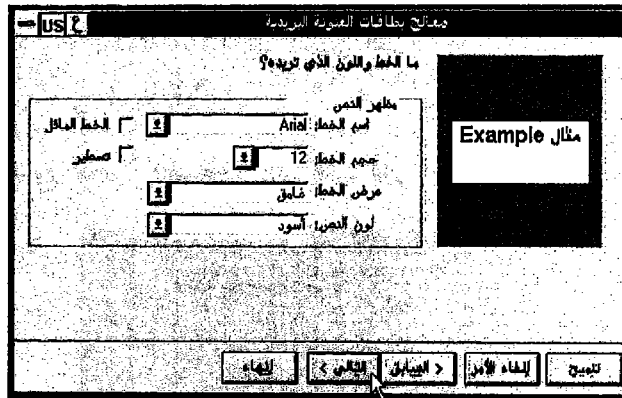 معالج بطاقات العنونة البريدية
ع US
ما الخط واللون الذي تريده؟
مثال Example
مظهر النص
اسم الخط: Arial
الخط المائل
حجم الخط: 12
تسطير
عرض الخط: غامق
لون النص: أسود
تلميح
إلغاء الأمر
< السابق
التالي >
إنهاء